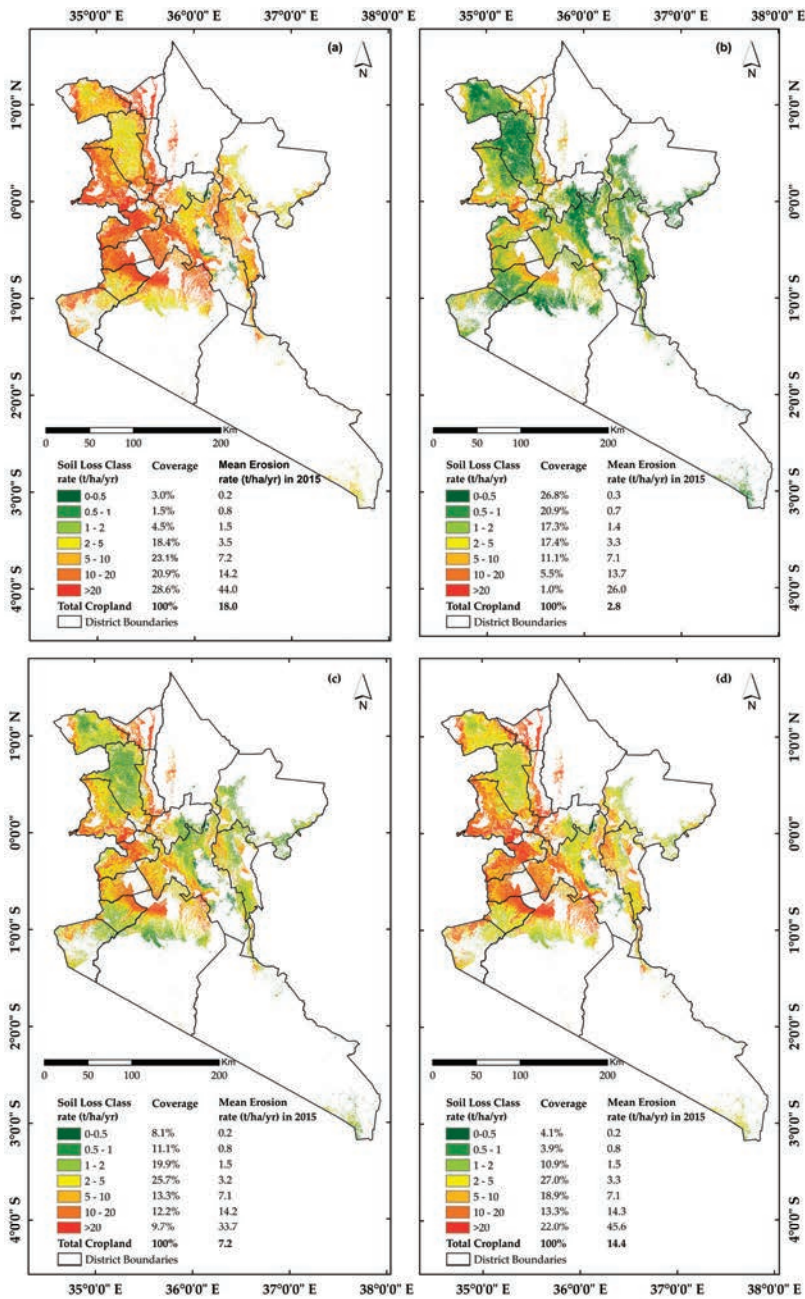 35°0'0" E 36°0'0" E 37°0'0" E 38°0'0" E 35°0'0" E 36°0'0" E 37°0'0" E 38°0'0" E
(a)
N
1°0'0" N
0°0'0"
1°0'0" S
2°0'0" S
3°0'0" S
4°0'0" S
Km
0 50 100 200
Soil Loss Class Coverage Mean Erosion
rate (t/ha/yr) rate (t/ha/yr) in 2015
0-0.5 3.0% 0.2
0.5 - 1 1.5% 0.8
1 - 2 4.5% 1.5
2 - 5 18.4% 3.5
5 - 10 23.1% 7.2
10 - 20 20.9% 14.2
>20 28.6% 44.0
Total Cropland 100% 18.0
District Boundaries
(b)
N
1°0'0" N
0°0'0"
1°0'0" S
2°0'0" S
3°0'0" S
4°0'0" S
Km
0 50 100 200
Soil Loss Class Coverage Mean Erosion
rate (t/ha/yr) rate (t/ha/yr) in 2015
0-0.5 26.8% 0.3
0.5 - 1 20.9% 0.7
1 - 2 17.3% 1.4
2 - 5 17.4% 3.3
5 - 10 11.1% 7.1
10 - 20 5.5% 13.7
>20 1.0% 26.0
Total Cropland 100% 2.8
District Boundaries
(c)
N
1°0'0" N
0°0'0"
1°0'0" S
2°0'0" S
3°0'0" S
4°0'0" S
Km
0 50 100 200
Soil Loss Class Coverage Mean Erosion
rate (t/ha/yr) rate (t/ha/yr) in 2015
0-0.5 8.1% 0.2
0.5 - 1 11.1% 0.8
1 - 2 19.9% 1.5
2 - 5 25.7% 3.2
5 - 10 13.3% 7.1
10 - 20 12.2% 14.2
>20 9.7% 33.7
Total Cropland 100% 7.2
District Boundaries
(d)
N
1°0'0" N
0°0'0"
1°0'0" S
2°0'0" S
3°0'0" S
4°0'0" S
Km
0 50 100 200
Soil Loss Class Coverage Mean Erosion
rate (t/ha/yr) rate (t/ha/yr) in 2015
0-0.5 4.1% 0.2
0.5 - 1 3.9% 0.8
1 - 2 10.9% 1.5
2 - 5 27.0% 3.3
5 - 10 18.9% 7.1
10 - 20 13.3% 14.3
>20 22.0% 45.6
Total Cropland 100% 14.4
District Boundaries
35°0'0" E 36°0'0" E 37°0'0" E 38°0'0" E 35°0'0" E 36°0'0" E 37°0'0" E 38°0'0" E